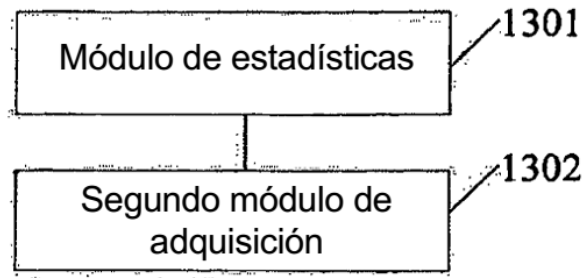 1301
Módulo de estadísticas
1302
Segundo módulo de
adquisición